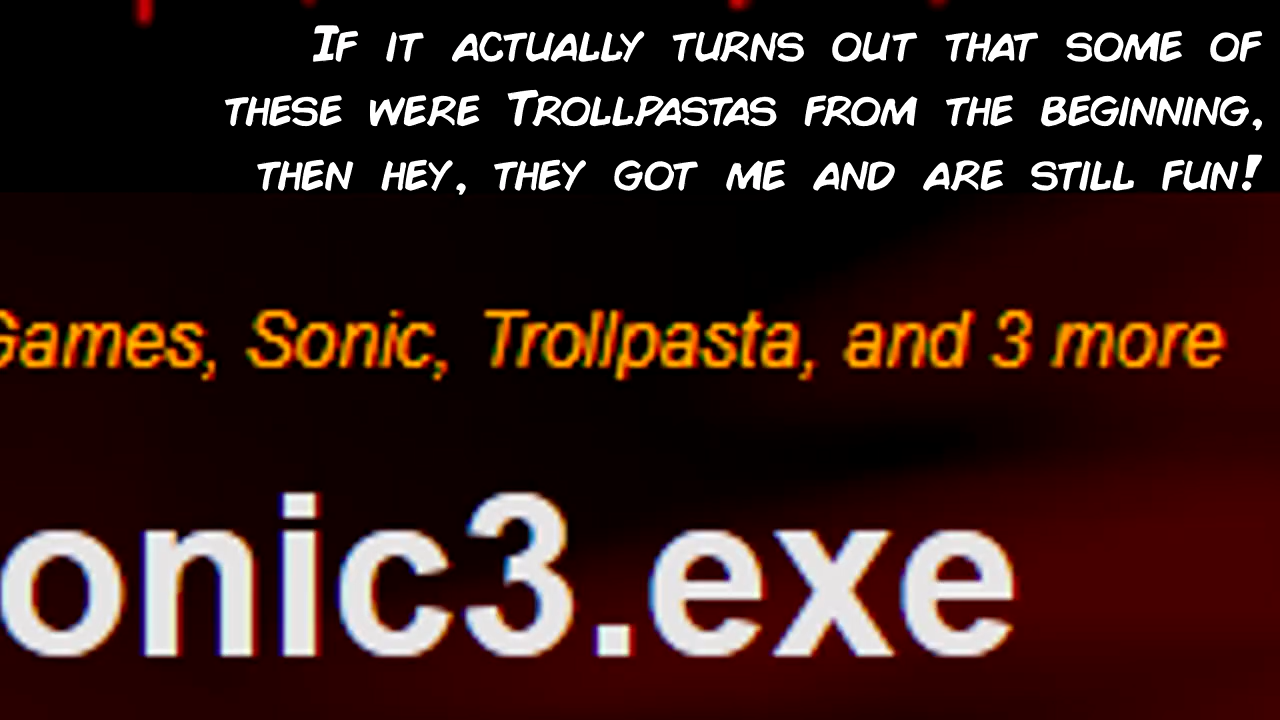 If it actually turns out that some of
these were Trollpastas from the beginning,
then hey, they got me and are still fun!
Games, Sonic, Trollpasta, and 3 more
onic3.exe